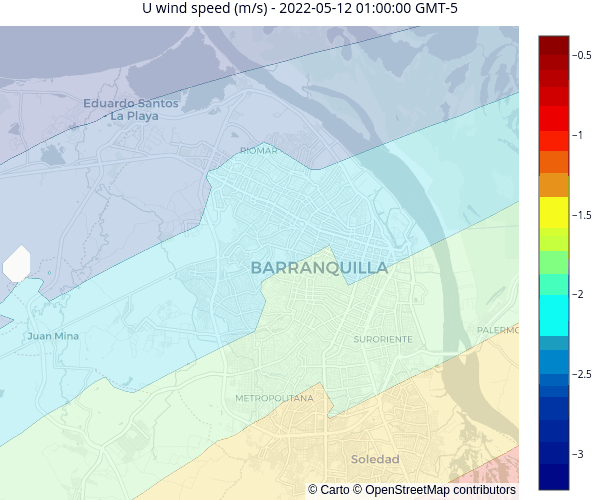 U wind speed (m/s) - 2022-05-12 01:00:00 GMT-5
−0.5
Eduardo Santos
La Playa
−1
RIOMAR
−1.5
BARRANQUILLA
−2
Juan Mina
SURORIENTE
PALERMO
−2.5
METROPOLITANA
Soledad
−3
© Carto © OpenStreetMap contributors